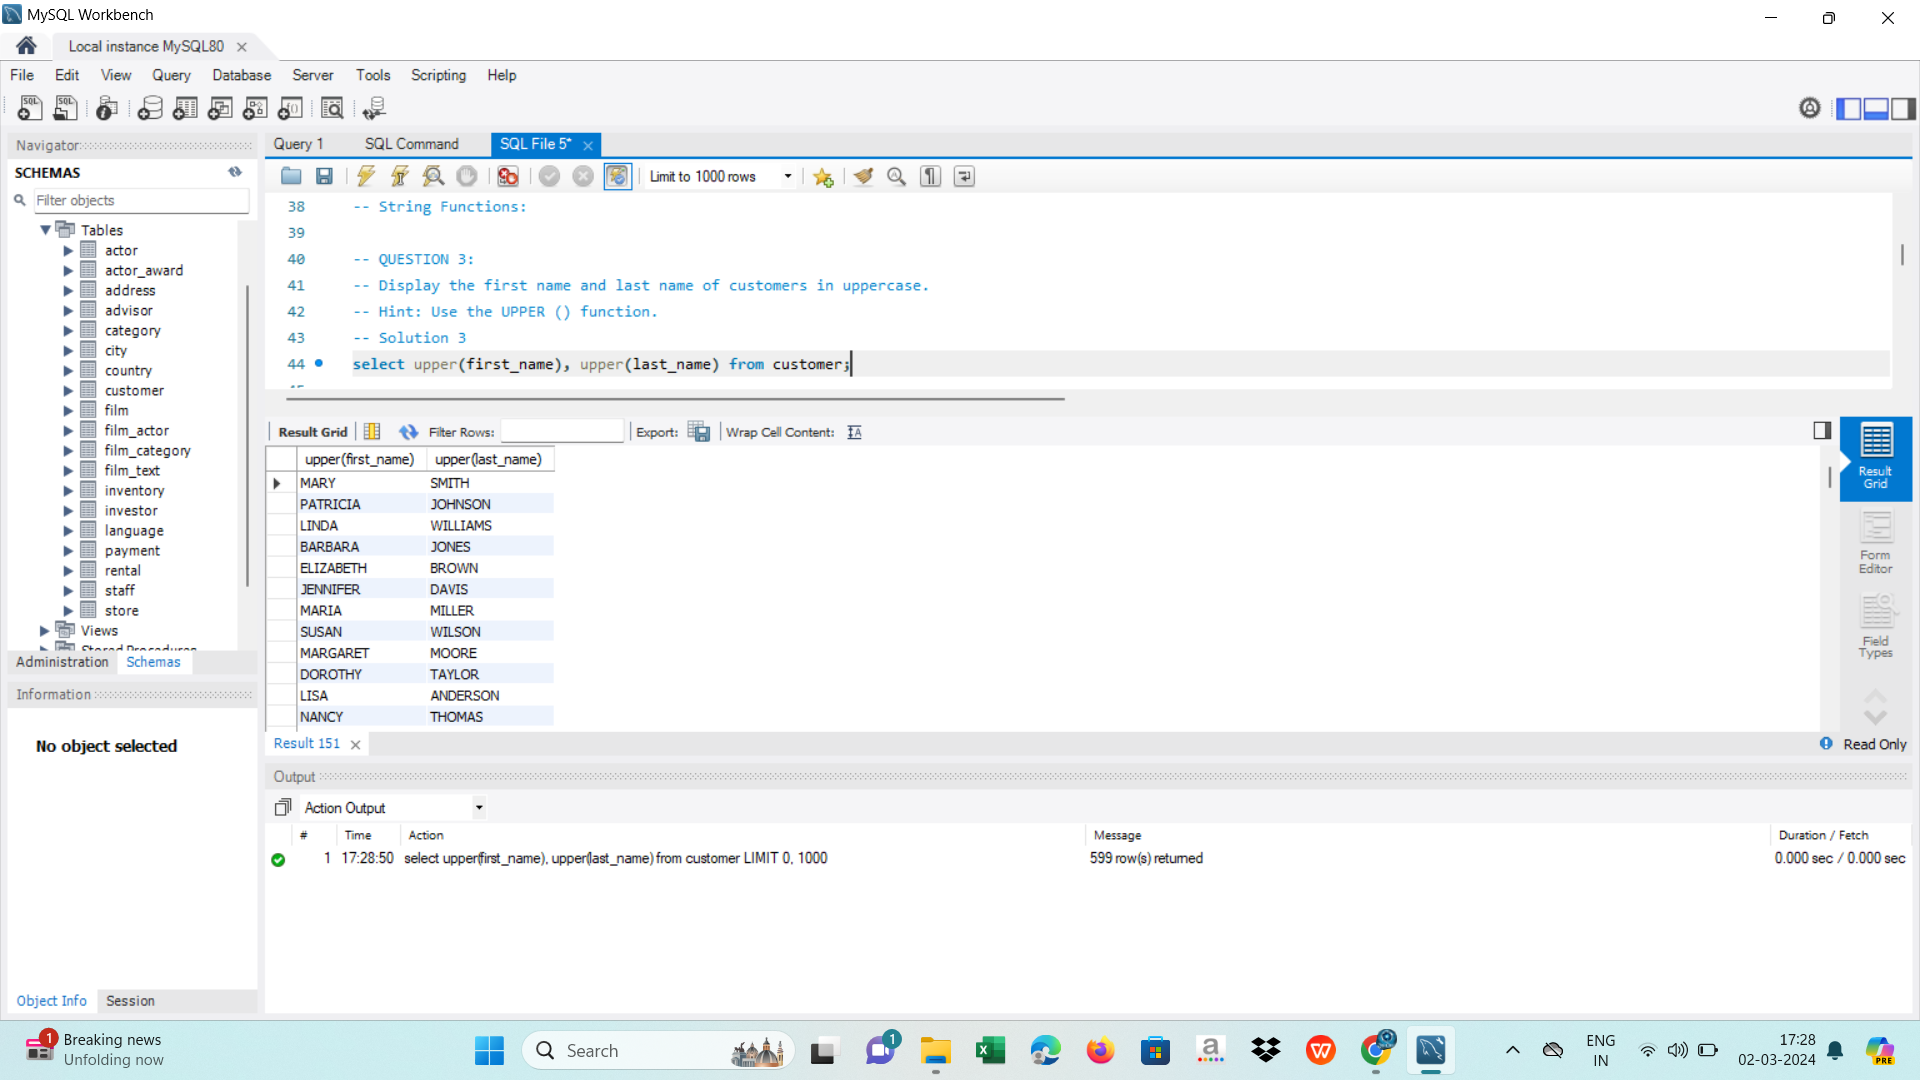 MySQL Workbench
Local instance MySQL80
File Edit View Query Database Server Tools Scripting Help
Navigator
SCHEMAS
Filter objects
Tables
actor
actor_award
address
advisor
category
city
country
customer
film
film_actor
film_category
film_text
inventory
investor
language
payment
rental
staff
store
Views
Stored Procedures
Administration Schemas
Information
No object selected
Object Info Session
Query 1 SQL Command SQL File 5*
Limit to 1000 rows
38 -- String Functions:
39
40 -- QUESTION 3:
41 -- Display the first name and last name of customers in uppercase.
42 -- Hint: Use the UPPER () function.
43 -- Solution 3
44 select upper(first_name), upper(last_name) from customer;
Result Grid Filter Rows: Export: Wrap Cell Content:
upper(first_name) upper(last_name)
MARY SMITH
PATRICIA JOHNSON
LINDA WILLIAMS
BARBARA JONES
ELIZABETH BROWN
JENNIFER DAVIS
MARIA MILLER
SUSAN WILSON
MARGARET MOORE
DOROTHY TAYLOR
LISA ANDERSON
NANCY THOMAS
Result Grid
Form Editor
Field Types
Result 151
Read Only
Output
Action Output
# Time Action Message Duration / Fetch
1 17:28:50 select upper(first_name), upper(last_name) from customer LIMIT 0, 1000 599 row(s) returned 0.000 sec / 0.000 sec
1 Breaking news
Unfolding now
Search
1
ENG
IN
17:28
02-03-2024
PRE